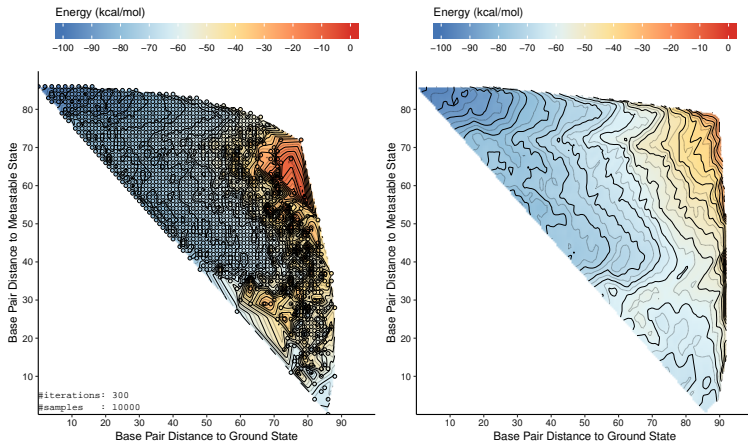 Energy (kcal/mol)
−100 −90 −80 −70 −60 −50 −40 −30 −20 −10 0
Base Pair Distance to Metastable State
80
70
60
50
40
30
20
10
#iterations: 300
#samples : 10000
10 20 30 40 50 60 70 80 90
Base Pair Distance to Ground State
Energy (kcal/mol)
−100 −90 −80 −70 −60 −50 −40 −30 −20 −10 0
Base Pair Distance to Metastable State
80
70
60
50
40
30
20
10
10 20 30 40 50 60 70 80 90
Base Pair Distance to Ground State